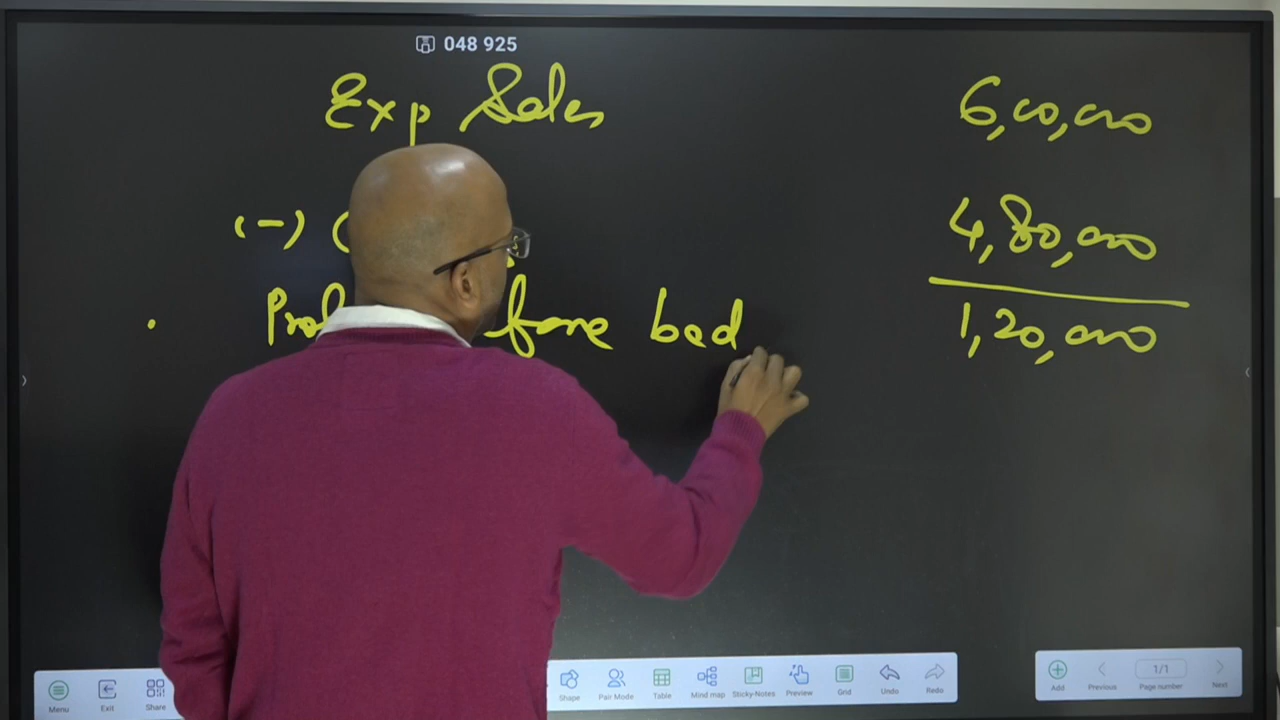 048 925
Exp Sales 6,00,000
(-) 4,80,000
fore bad 1,20,000
Menu Exit Share Shape Pair Mode Table Mind map Sticky-Notes Preview Grid Undo Redo Add Previous 1/1 Page number Next